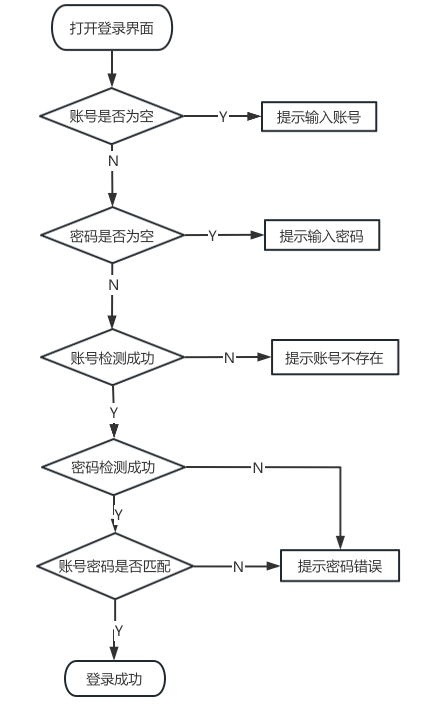 打开登录界面
账号是否为空
Y
提示输入账号
N
密码是否为空
Y
提示输入密码
N
账号检测成功
N
提示账号不存在
Y
密码检测成功
N
Y
账号密码是否匹配
N
提示密码错误
Y
登录成功